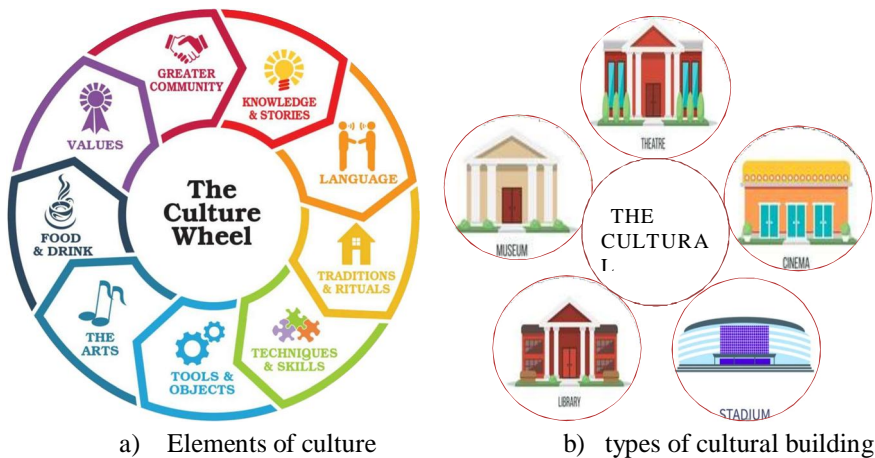 GREATER
COMMUNITY
KNOWLEDGE
& STORIES
LANGUAGE
TRADITIONS
& RITUALS
TECHNIQUES
& SKILLS
TOOLS &
OBJECTS
THE
ARTS
FOOD
& DRINK
VALUES
The
Culture
Wheel
THEATRE
MUSEUM
CINEMA
LIBRARY
STADIUM
THE
CULTURA
L
a) Elements of culture
b) types of cultural building